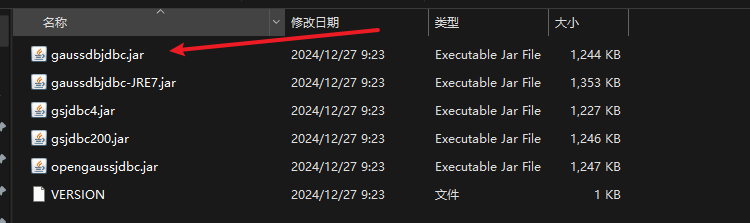 名称 修改日期 类型 大小
gaussdbjdbc.jar 2024/12/27 9:23 Executable Jar File 1,244 KB
gaussdbjdbc-JRE7.jar 2024/12/27 9:23 Executable Jar File 1,353 KB
gsjdbc4.jar 2024/12/27 9:23 Executable Jar File 1,227 KB
gsjdbc200.jar 2024/12/27 9:23 Executable Jar File 1,246 KB
opengaussjdbc.jar 2024/12/27 9:23 Executable Jar File 1,247 KB
VERSION 2024/12/27 9:23 文件 1 KB